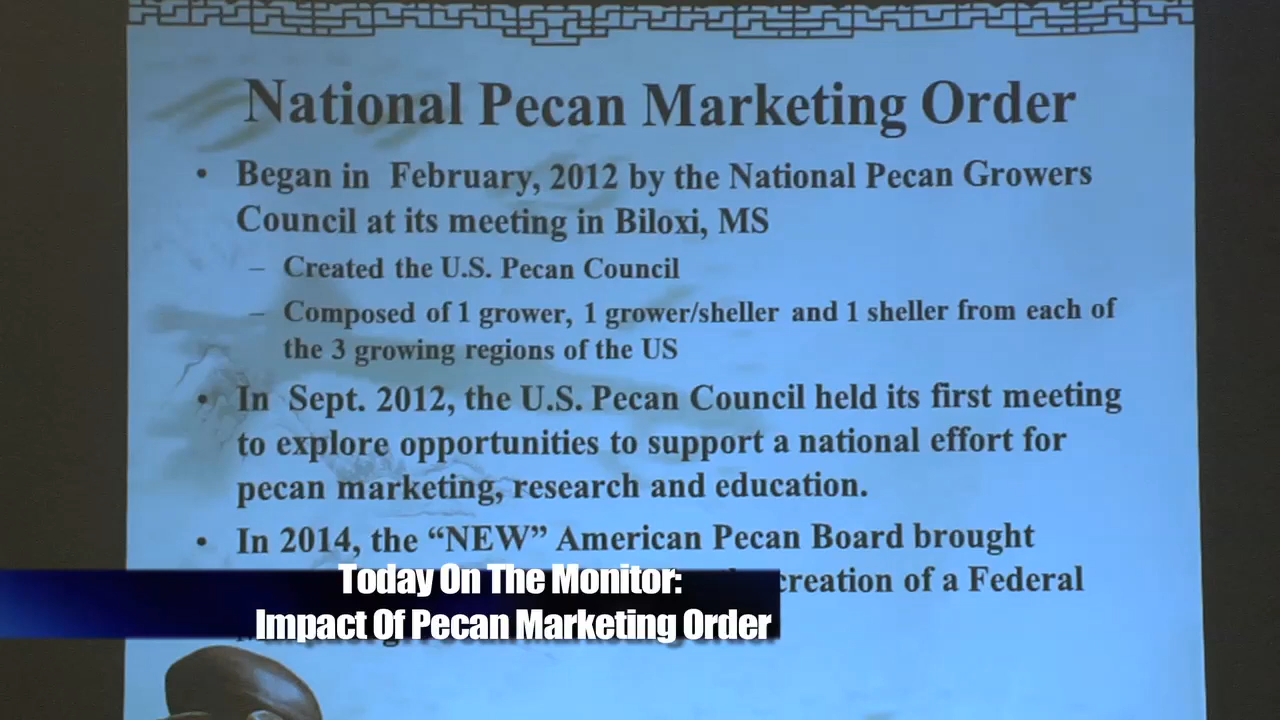 National Pecan Marketing Order
• Began in February, 2012 by the National Pecan Growers
Council at its meeting in Biloxi, MS
– Created the U.S. Pecan Council
– Composed of 1 grower, 1 grower/sheller and 1 sheller from each of
the 3 growing regions of the US
• In Sept. 2012, the U.S. Pecan Council held its first meeting
to explore opportunities to support a national effort for
pecan marketing, research and education.
• In 2014, the “NEW” American Pecan Board brought
creation of a Federal
Today On The Monitor:
Impact Of Pecan Marketing Order